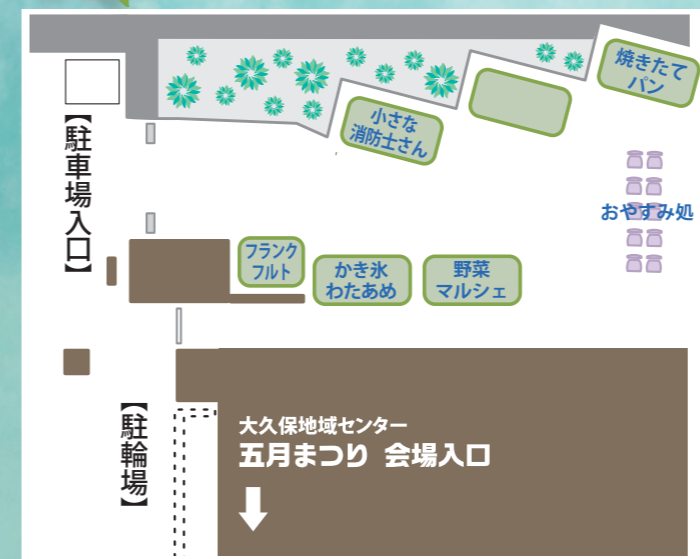 焼きたて
パン
小さな
消防士さん
【駐車場入口】
おやすみ処
フランク
フルト
かき氷
わたあめ
野菜
マルシェ
【駐輪場】
大久保地域センター
五月まつり 会場入口